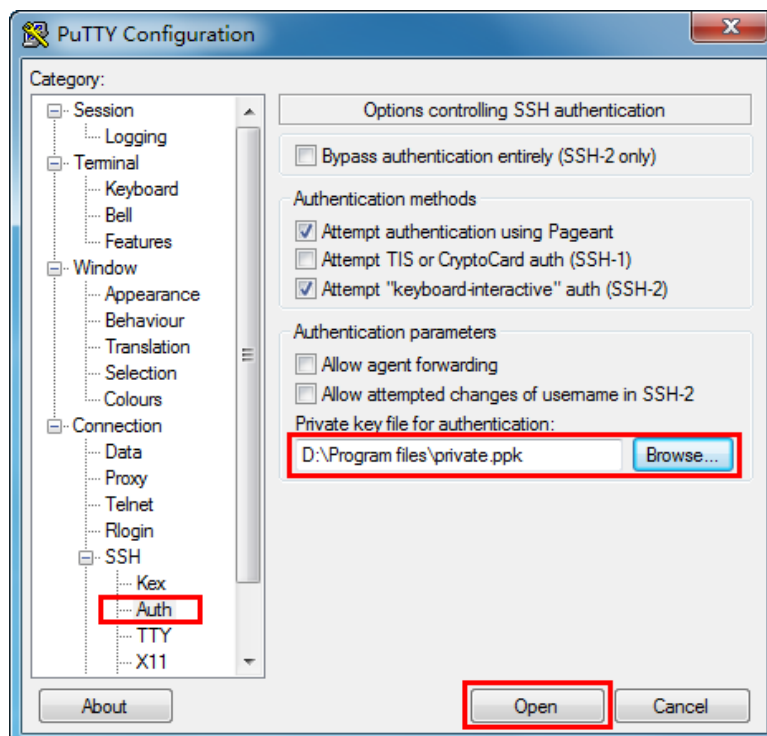 PuTTY Configuration
Category:
Session
Logging
Terminal
Keyboard
Bell
Features
Window
Appearance
Behaviour
Translation
Selection
Colours
Connection
Data
Proxy
Telnet
Rlogin
SSH
Kex
Auth
TTY
X11
Options controlling SSH authentication
Bypass authentication entirely (SSH-2 only)
Authentication methods
Attempt authentication using Pageant
Attempt TIS or CryptoCard auth (SSH-1)
Attempt "keyboard-interactive" auth (SSH-2)
Authentication parameters
Allow agent forwarding
Allow attempted changes of username in SSH-2
Private key file for authentication:
D:\Program files\private.ppk Browse...
About Open Cancel